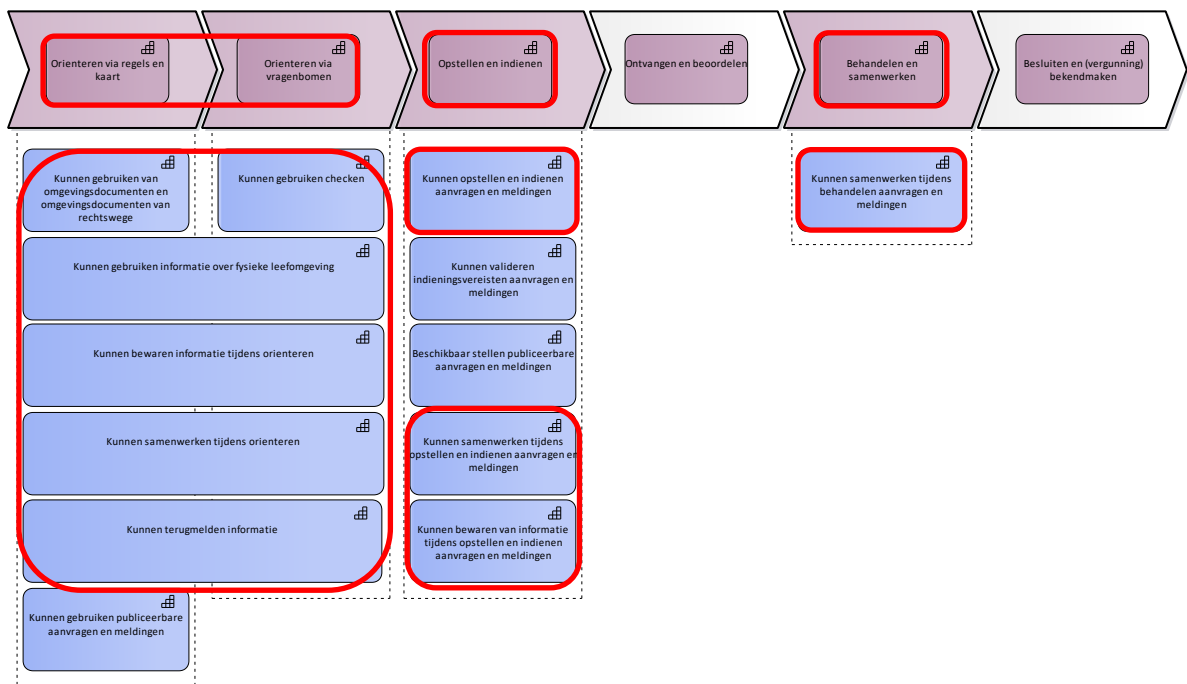 Orienteren via regels en
kaart
Orienteren via
vragenbomen
Opstellen en indienen
Ontvangen en beoordelen
Behandelen en
samenwerken
Besluiten en (vergunning)
bekendmaken
Kunnen gebruiken van
omgevingsdocumenten en
omgevingsdocumenten van
rechtswege
Kunnen gebruiken checken
Kunnen opstellen en indienen
aanvragen en meldingen
Kunnen samenwerken tijdens
behandelen aanvragen en
meldingen
Kunnen gebruiken informatie over fysieke leefomgeving
Kunnen valideren
indieningsvereisten aanvragen en
meldingen
Kunnen bewaren informatie tijdens orienteren
Beschikbaar stellen publiceerbare
aanvragen en meldingen
Kunnen samenwerken tijdens orienteren
Kunnen samenwerken tijdens
opstellen en indienen aanvragen en
meldingen
Kunnen terugmelden informatie
Kunnen bewaren van informatie
tijdens opstellen en indienen
aanvragen en meldingen
Kunnen gebruiken publiceerbare
aanvragen en meldingen